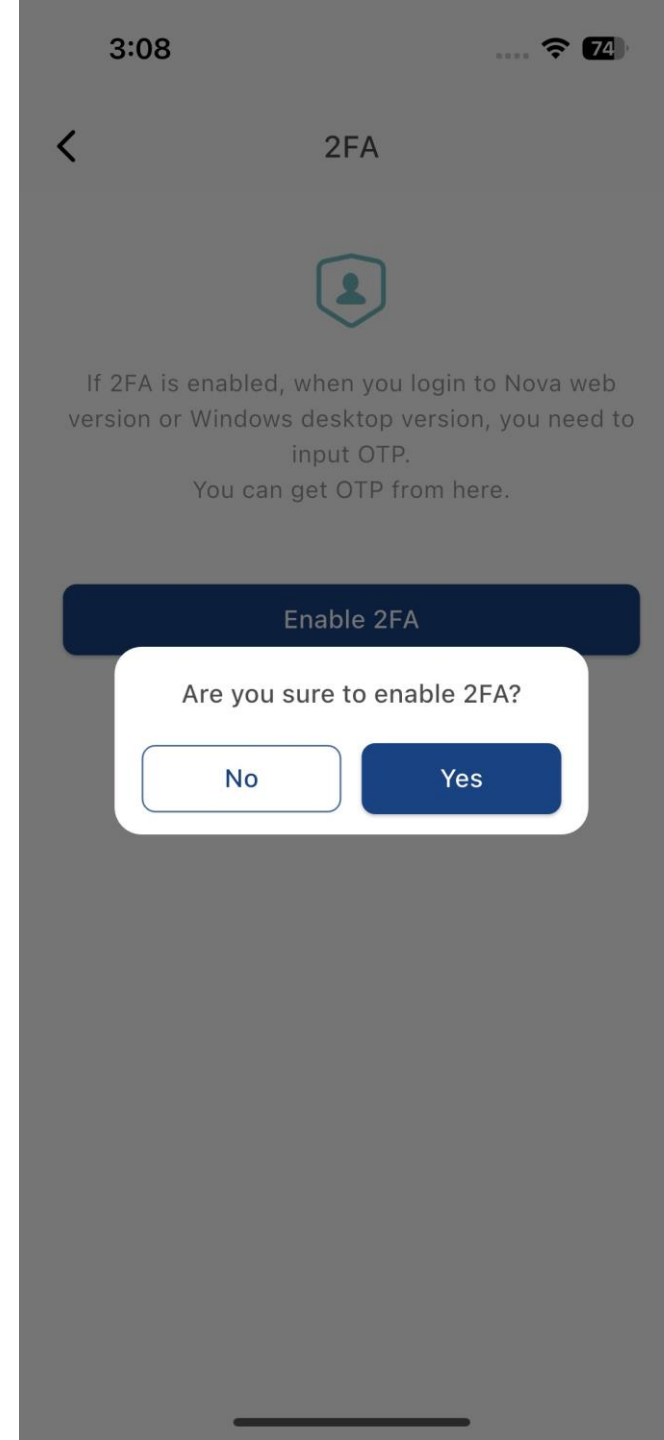 3:08
74
2FA
If 2FA is enabled, when you login to Nova web
version or Windows desktop version, you need to
input OTP.
You can get OTP from here.
Enable 2FA
Are you sure to enable 2FA?
No
Yes